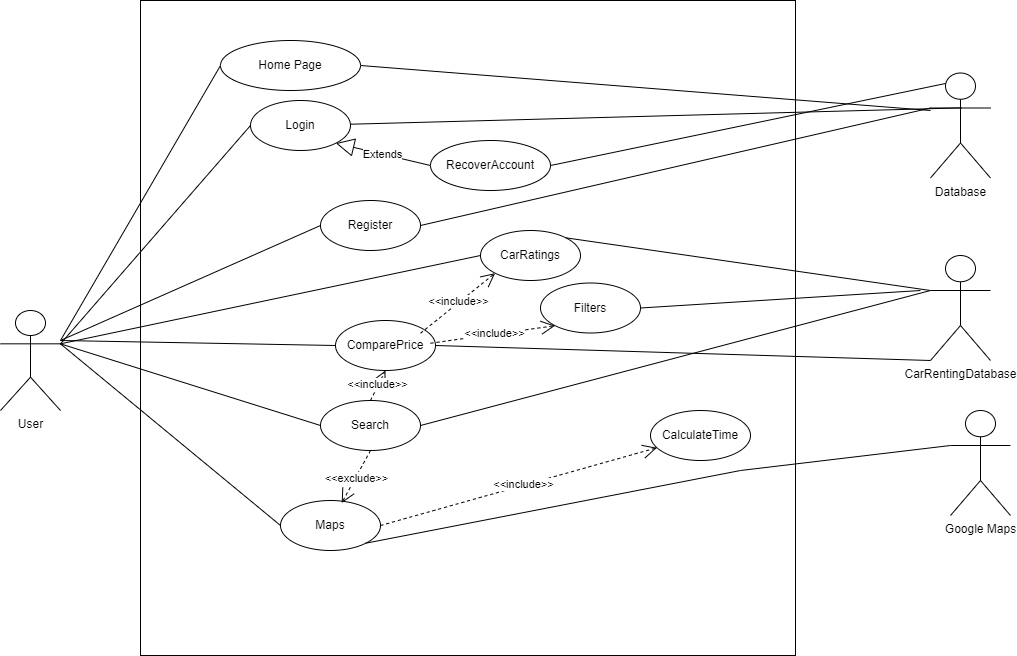 Home Page
Login
Extends
RecoverAccount
Database
Register
CarRatings
<<include>>
Filters
<<include>>
ComparePrice
CarRentingDatabase
<<include>>
User
Search
CalculateTime
<<exclude>>
<<include>>
Maps
Google Maps